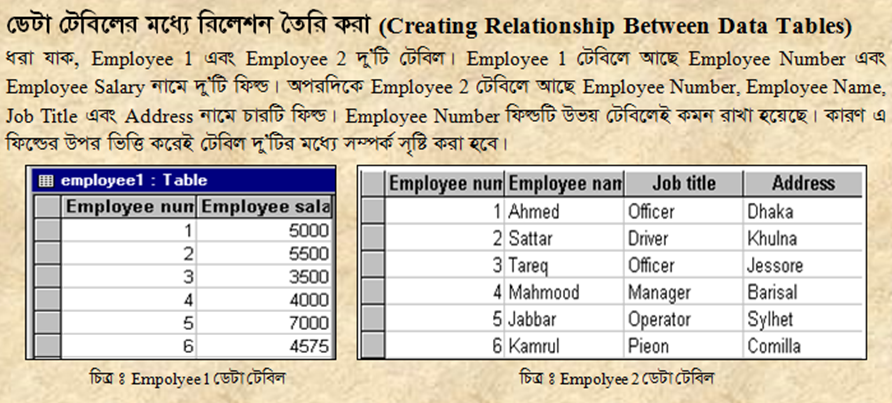 ডেটা টেবিলের মধ্যে রিলেশন তৈরি করা (Creating Relationship Between Data Tables)
ধরা যাক, Employee 1 এবং Employee 2 দু'টি টেবিল। Employee 1 টেবিলে আছে Employee Number এবং
Employee Salary নামে দু'টি ফিল্ড। অপরদিকে Employee 2 টেবিলে আছে Employee Number, Employee Name,
Job Title এবং Address নামে চারটি ফিল্ড। Employee Number ফিল্ডটি উভয় টেবিলেই কমন রাখা হয়েছে। কারণ এ
ফিল্ডের উপর ভিত্তি করেই টেবিল দু'টির মধ্যে সম্পর্ক সৃষ্টি করা হবে।
employee1 : Table
Employee num Employee sala
1 5000
2 5500
3 3500
4 4000
5 7000
6 4575
চিত্র ঃ Empolyee 1 ডেটা টেবিল
Employee num Employee nam Job title Address
1 Ahmed Officer Dhaka
2 Sattar Driver Khulna
3 Tareq Officer Jessore
4 Mahmood Manager Barisal
5 Jabbar Operator Sylhet
6 Kamrul Pieon Comilla
চিত্র ঃ Empolyee 2 ডেটা টেবিল